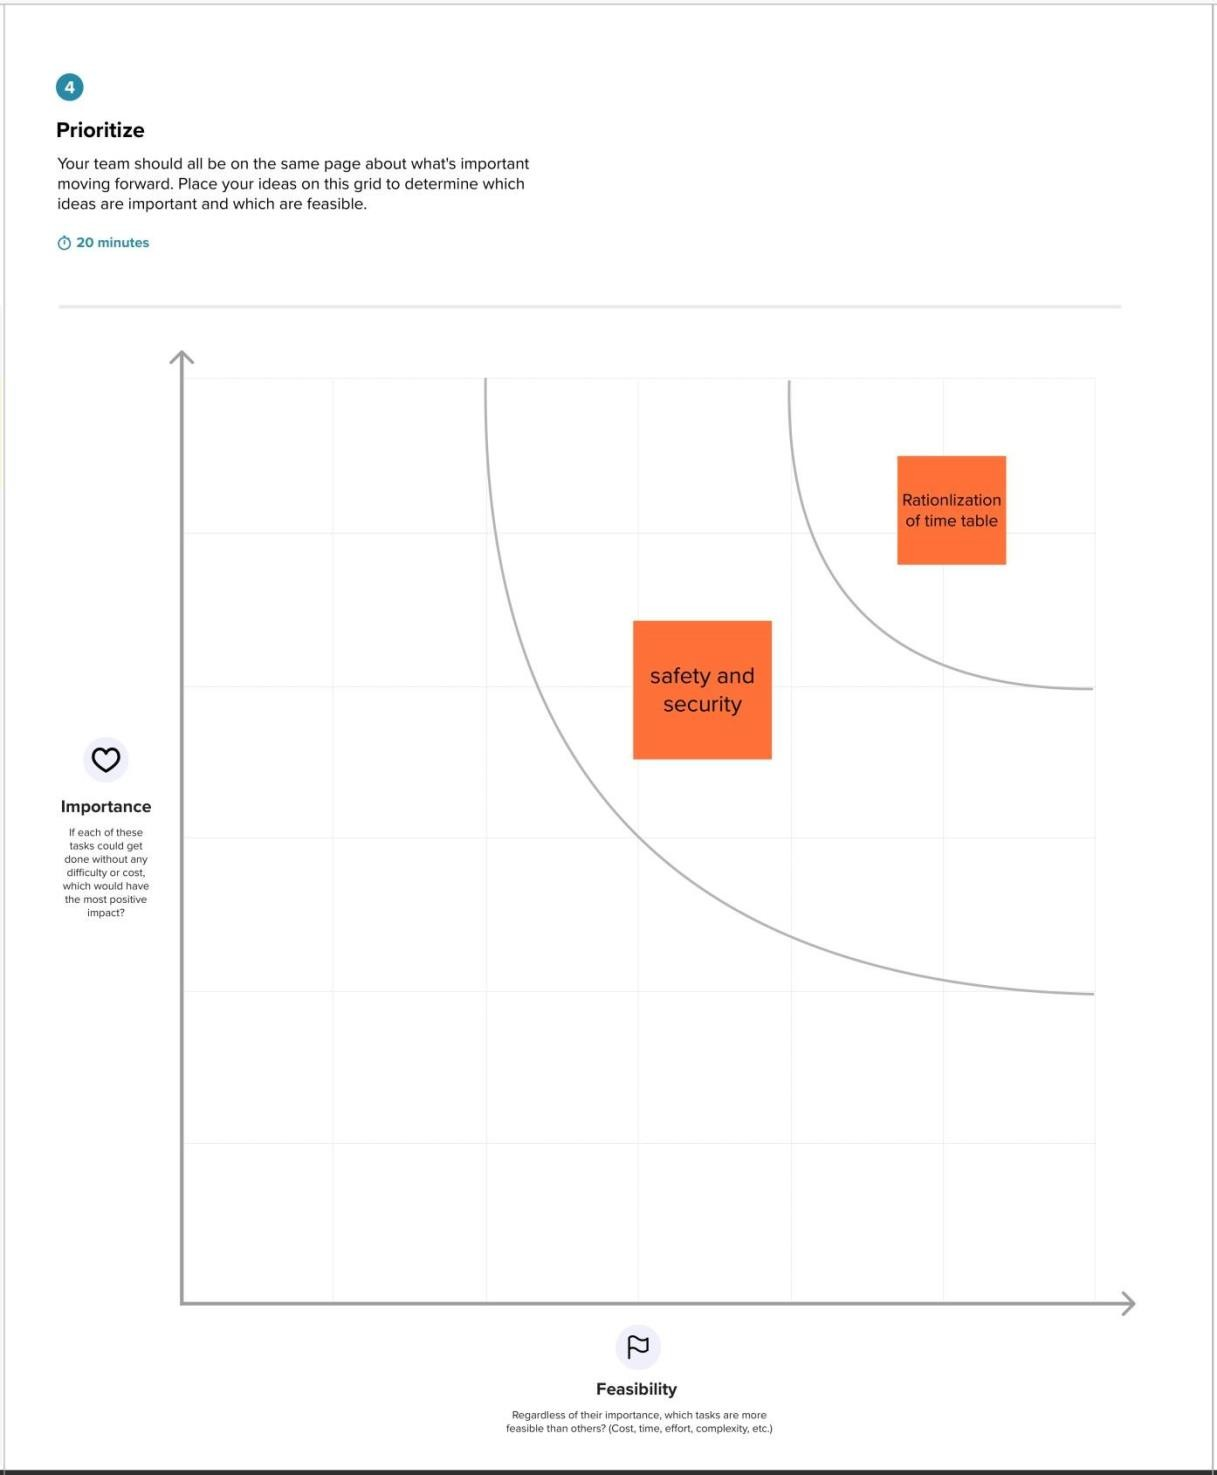 4
Prioritize
Your team should all be on the same page about what's important
moving forward. Place your ideas on this grid to determine which
ideas are important and which are feasible.
20 minutes
Rationlization
of time table
safety and
security
Importance
If each of these
tasks could get
done without any
difficulty or cost,
which would have
the most positive
impact?
Feasibility
Regardless of their importance, which tasks are more
feasible than others? (Cost, time, effort, complexity, etc.)